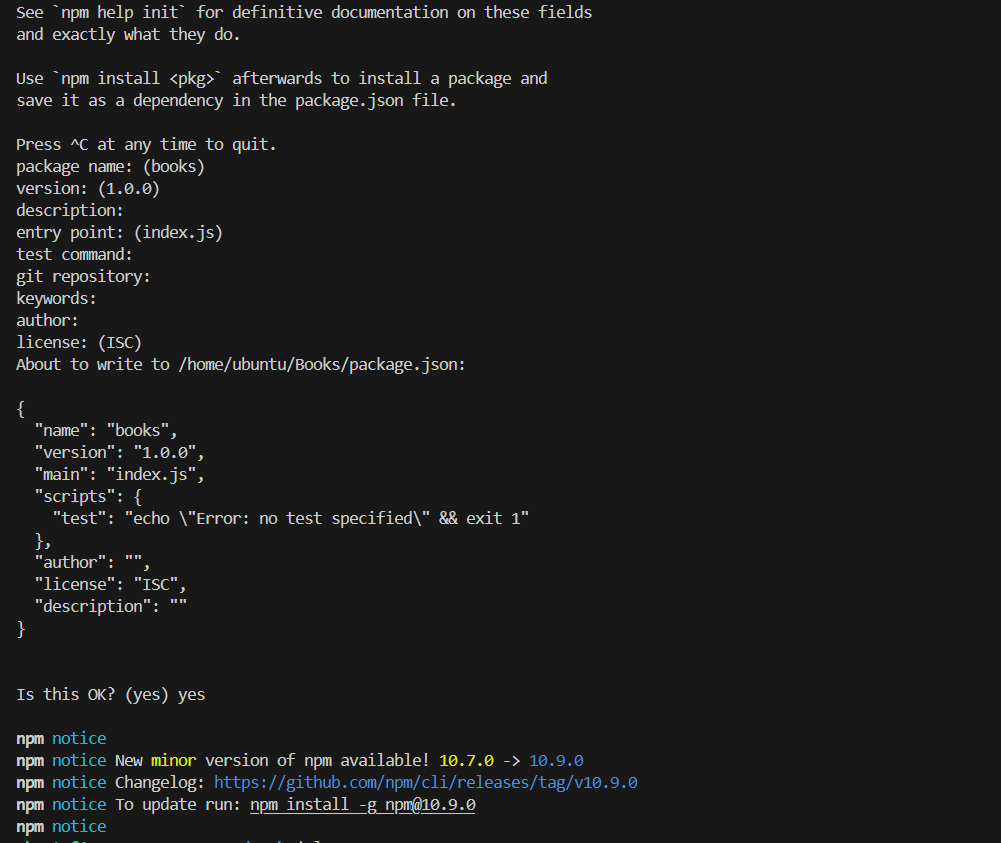 See `npm help init` for definitive documentation on these fields
and exactly what they do.
Use `npm install <pkg>` afterwards to install a package and
save it as a dependency in the package.json file.
Press ^C at any time to quit.
package name: (books)
version: (1.0.0)
description:
entry point: (index.js)
test command:
git repository:
keywords:
author:
license: (ISC)
About to write to /home/ubuntu/Books/package.json:
{
  "name": "books",
  "version": "1.0.0",
  "main": "index.js",
  "scripts": {
    "test": "echo \"Error: no test specified\" && exit 1"
  },
  "author": "",
  "license": "ISC",
  "description": ""
}
Is this OK? (yes) yes
npm notice
npm notice New minor version of npm available! 10.7.0 -> 10.9.0
npm notice Changelog: https://github.com/npm/cli/releases/tag/v10.9.0
npm notice To update run: npm install -g npm@10.9.0
npm notice